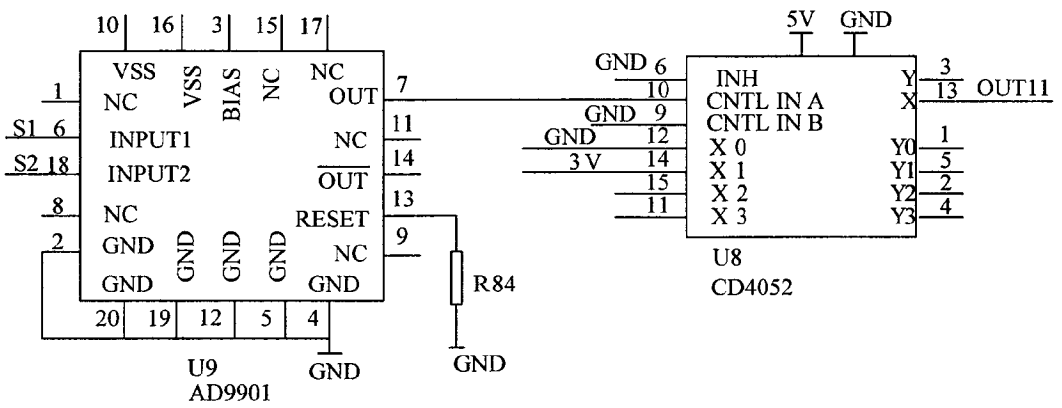 10 16 3 15 17
VSS VSS BIAS NC NC
1 NC
S1 6 INPUT1
S2 18 INPUT2
8 NC
2 GND
GND GND GND GND GND
OUT 7
NC 11
OUT 14
RESET 13
NC 9
20 19 12 5 4
GND
U9
AD9901
R84
GND
5V GND
GND 6 INH
10 CNTL IN A
GND 9 CNTL IN B
GND 12 X 0
3 V 14 X 1
15 X 2
11 X 3
Y 3
X 13 OUT11
Y0 1
Y1 5
Y2 2
Y3 4
U8
CD4052